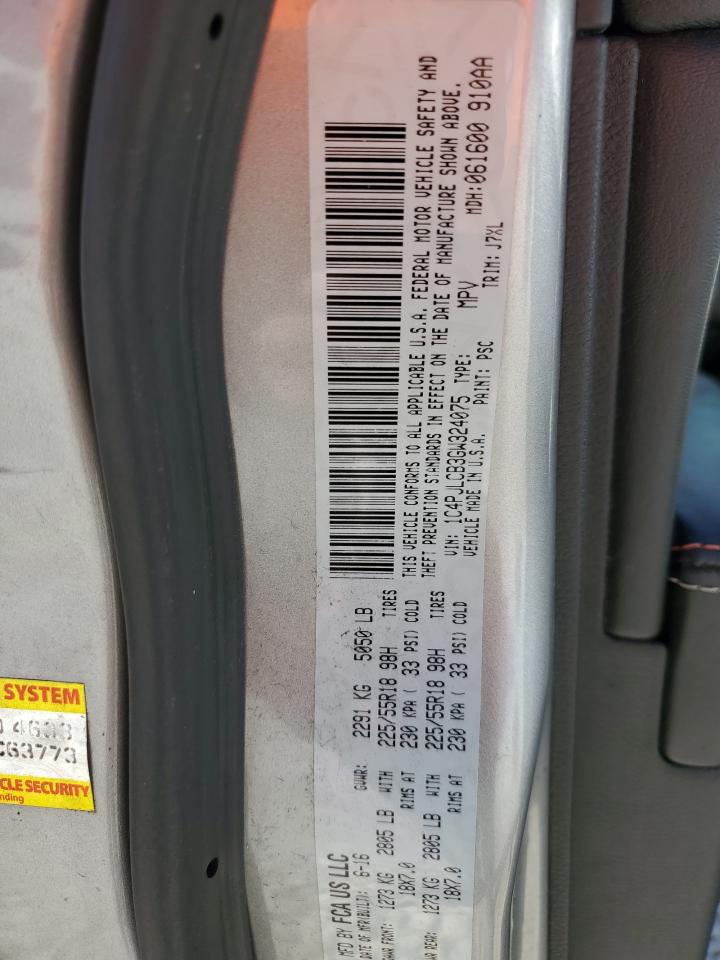 MFD BY FCA US LLC
DATE OF MFR(BUILT): 6-16 GVWR: 2291 KG 5050 LB
GAWR FRONT: 1273 KG 2805 LB WITH 225/55R18 98H TIRES
18X7.0 RIMS AT 230 KPA ( 33 PSI) COLD
GAWR REAR: 1273 KG 2805 LB WITH 225/55R18 98H TIRES
18X7.0 RIMS AT 230 KPA ( 33 PSI) COLD
THIS VEHICLE CONFORMS TO ALL APPLICABLE U.S.A. FEDERAL MOTOR VEHICLE SAFETY AND
THEFT PREVENTION STANDARDS IN EFFECT ON THE DATE OF MANUFACTURE SHOWN ABOVE.
VIN: 1C4PJLCB3GW324075 TYPE: MPV MDH:061600 910AA
VEHICLE MADE IN U.S.A. PAINT: PSC TRIM: J7XL
SYSTEM
C63773
CLE SECURITY
nding